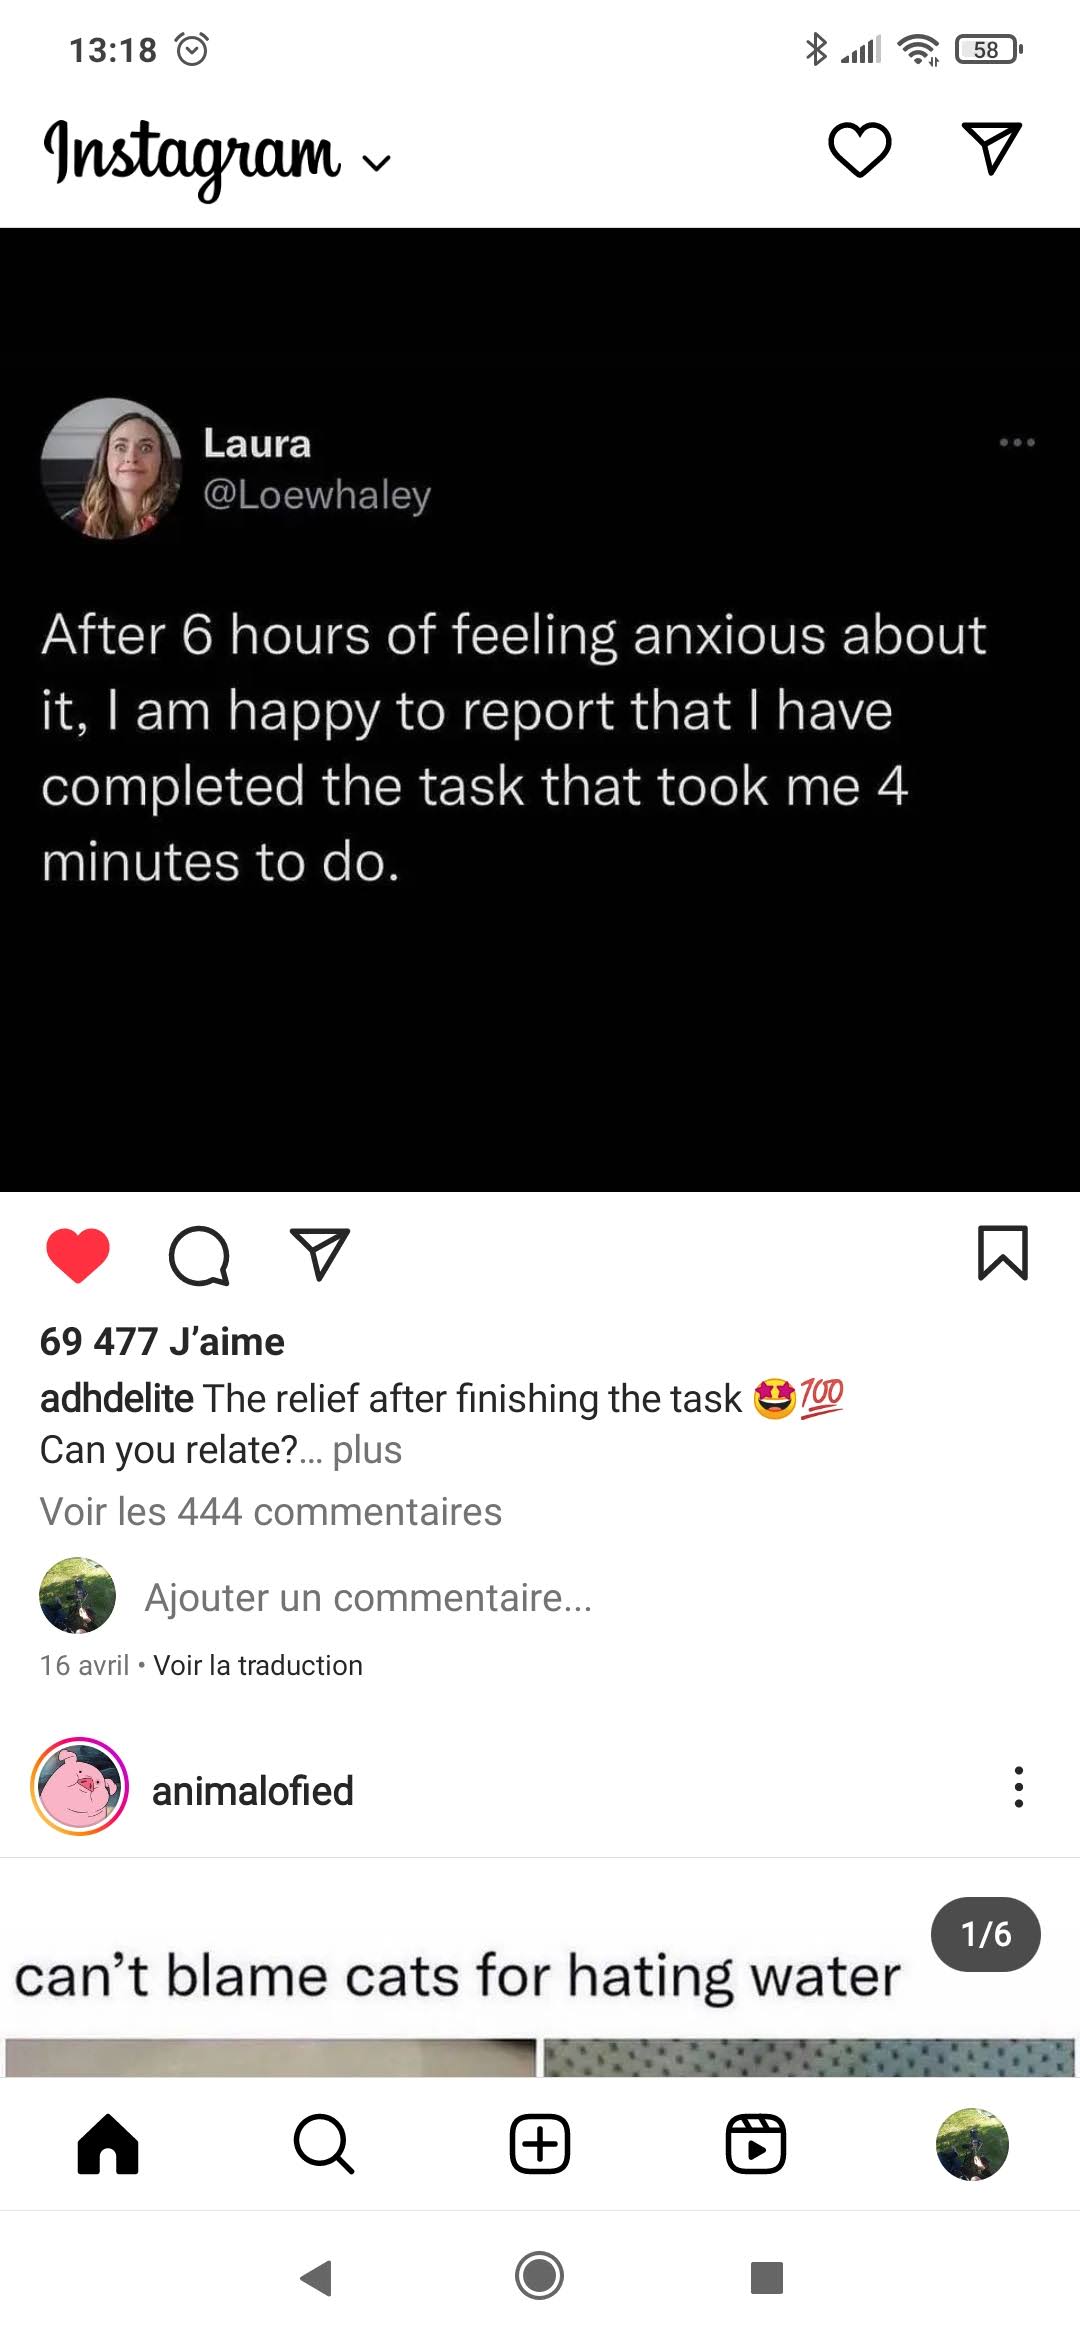 13:18
58
Instagram
Laura
@Loewhaley
After 6 hours of feeling anxious about
it, I am happy to report that I have
completed the task that took me 4
minutes to do.
69 477 J’aime
adhdelite The relief after finishing the task 🤩💯
Can you relate?... plus
Voir les 444 commentaires
Ajouter un commentaire...
16 avril • Voir la traduction
animalofied
1/6
can’t blame cats for hating water